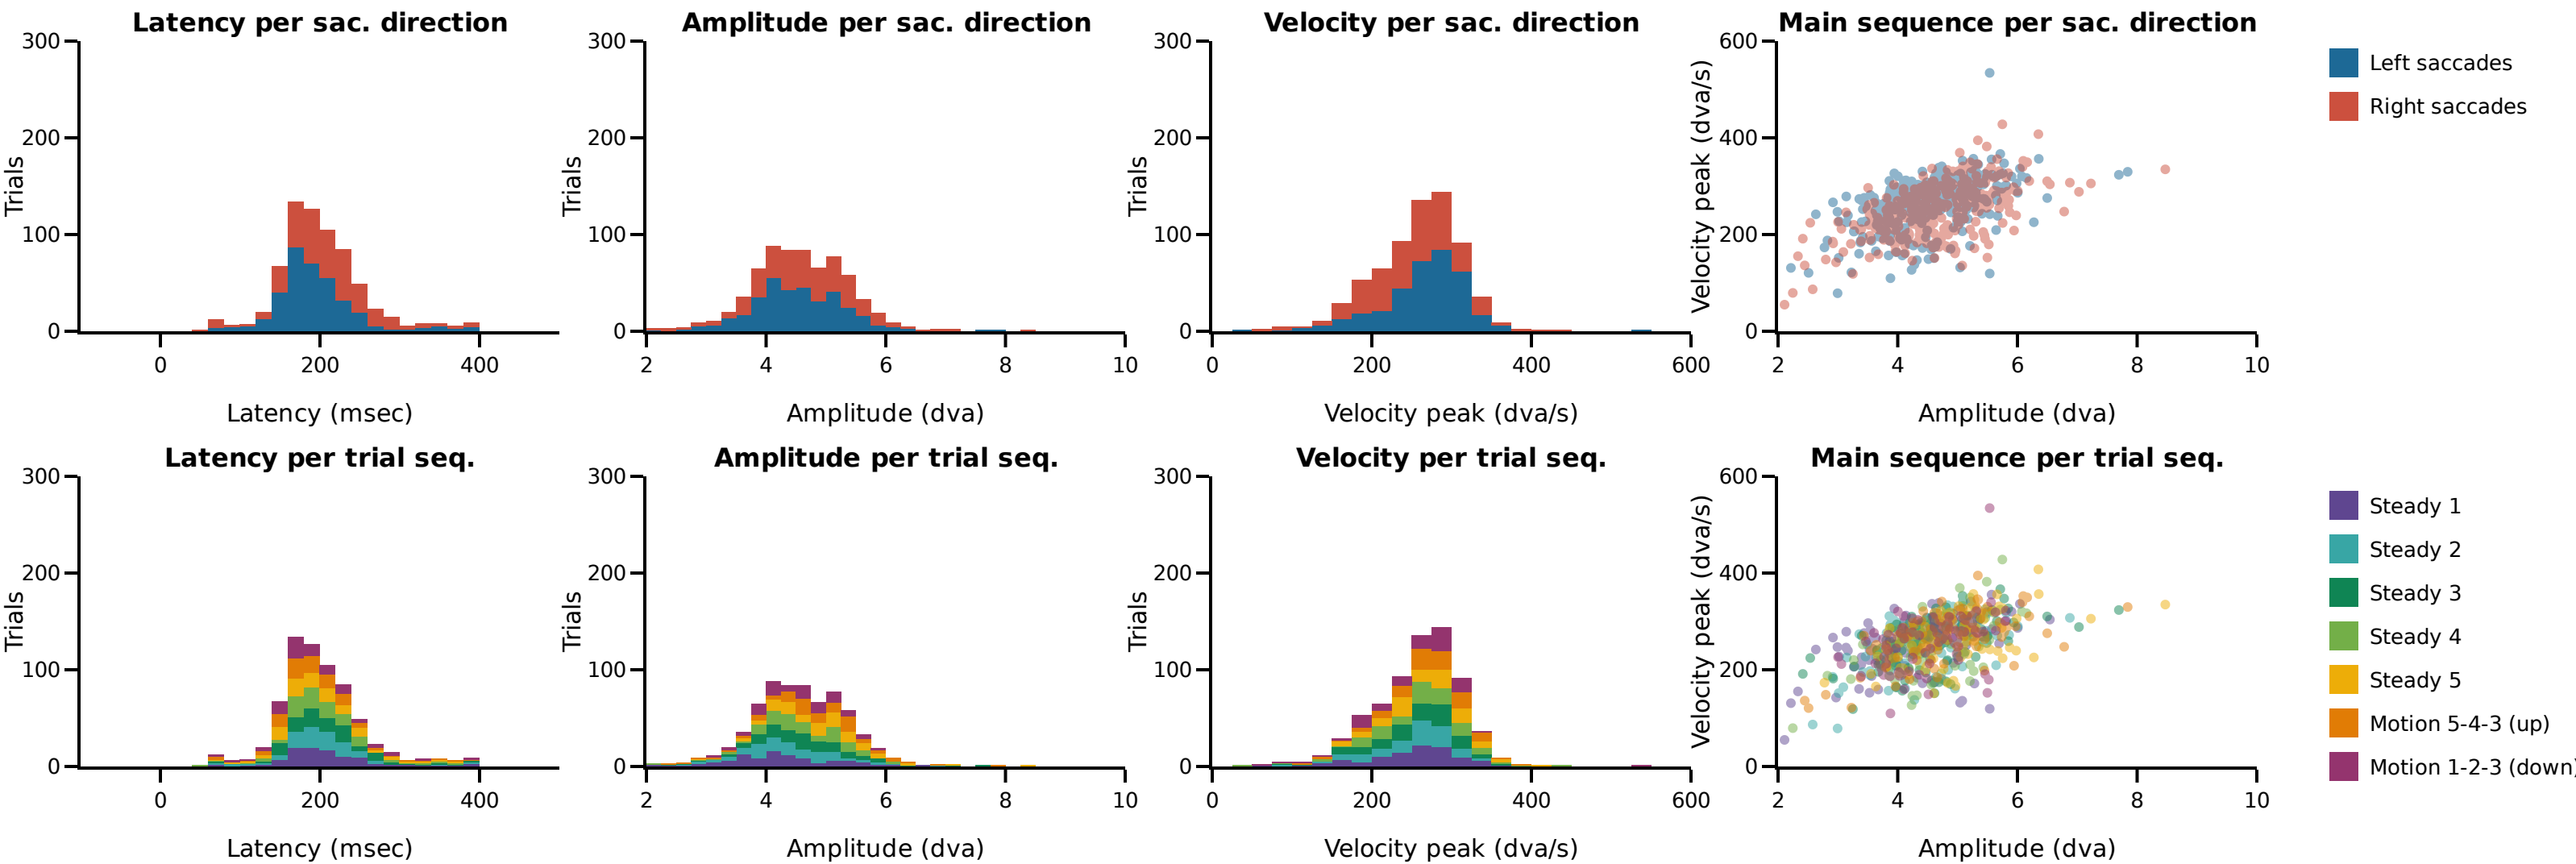 Latency per sac. direction
300
200
100
0
Trials
0 200 400
Latency (msec)
Amplitude per sac. direction
300
200
100
0
Trials
2 4 6 8 10
Amplitude (dva)
Velocity per sac. direction
300
200
100
0
Trials
0 200 400 600
Velocity peak (dva/s)
Main sequence per sac. direction
600
400
200
0
Velocity peak (dva/s)
2 4 6 8 10
Amplitude (dva)
Left saccades
Right saccades
Latency per trial seq.
300
200
100
0
Trials
0 200 400
Latency (msec)
Amplitude per trial seq.
300
200
100
0
Trials
2 4 6 8 10
Amplitude (dva)
Velocity per trial seq.
300
200
100
0
Trials
0 200 400 600
Velocity peak (dva/s)
Main sequence per trial seq.
600
400
200
0
Velocity peak (dva/s)
2 4 6 8 10
Amplitude (dva)
Steady 1
Steady 2
Steady 3
Steady 4
Steady 5
Motion 5-4-3 (up)
Motion 1-2-3 (down)